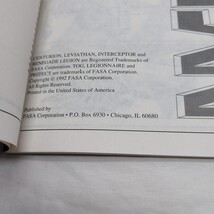 CENTURION, LEVIATHAN, INTERCEPTOR and
RENEGADE LEGION are Registered Trademarks of
FASA Corporation. TOG, LEGIONNAIRE and
PREFECT are trademarks of FASA Corporation.
Copyright © 1992 FASA Corporation.
All Rights Reserved.
Printed in the United States of America
Published by
FASA Corporation • P.O. Box 6930 • Chicago, IL 60680